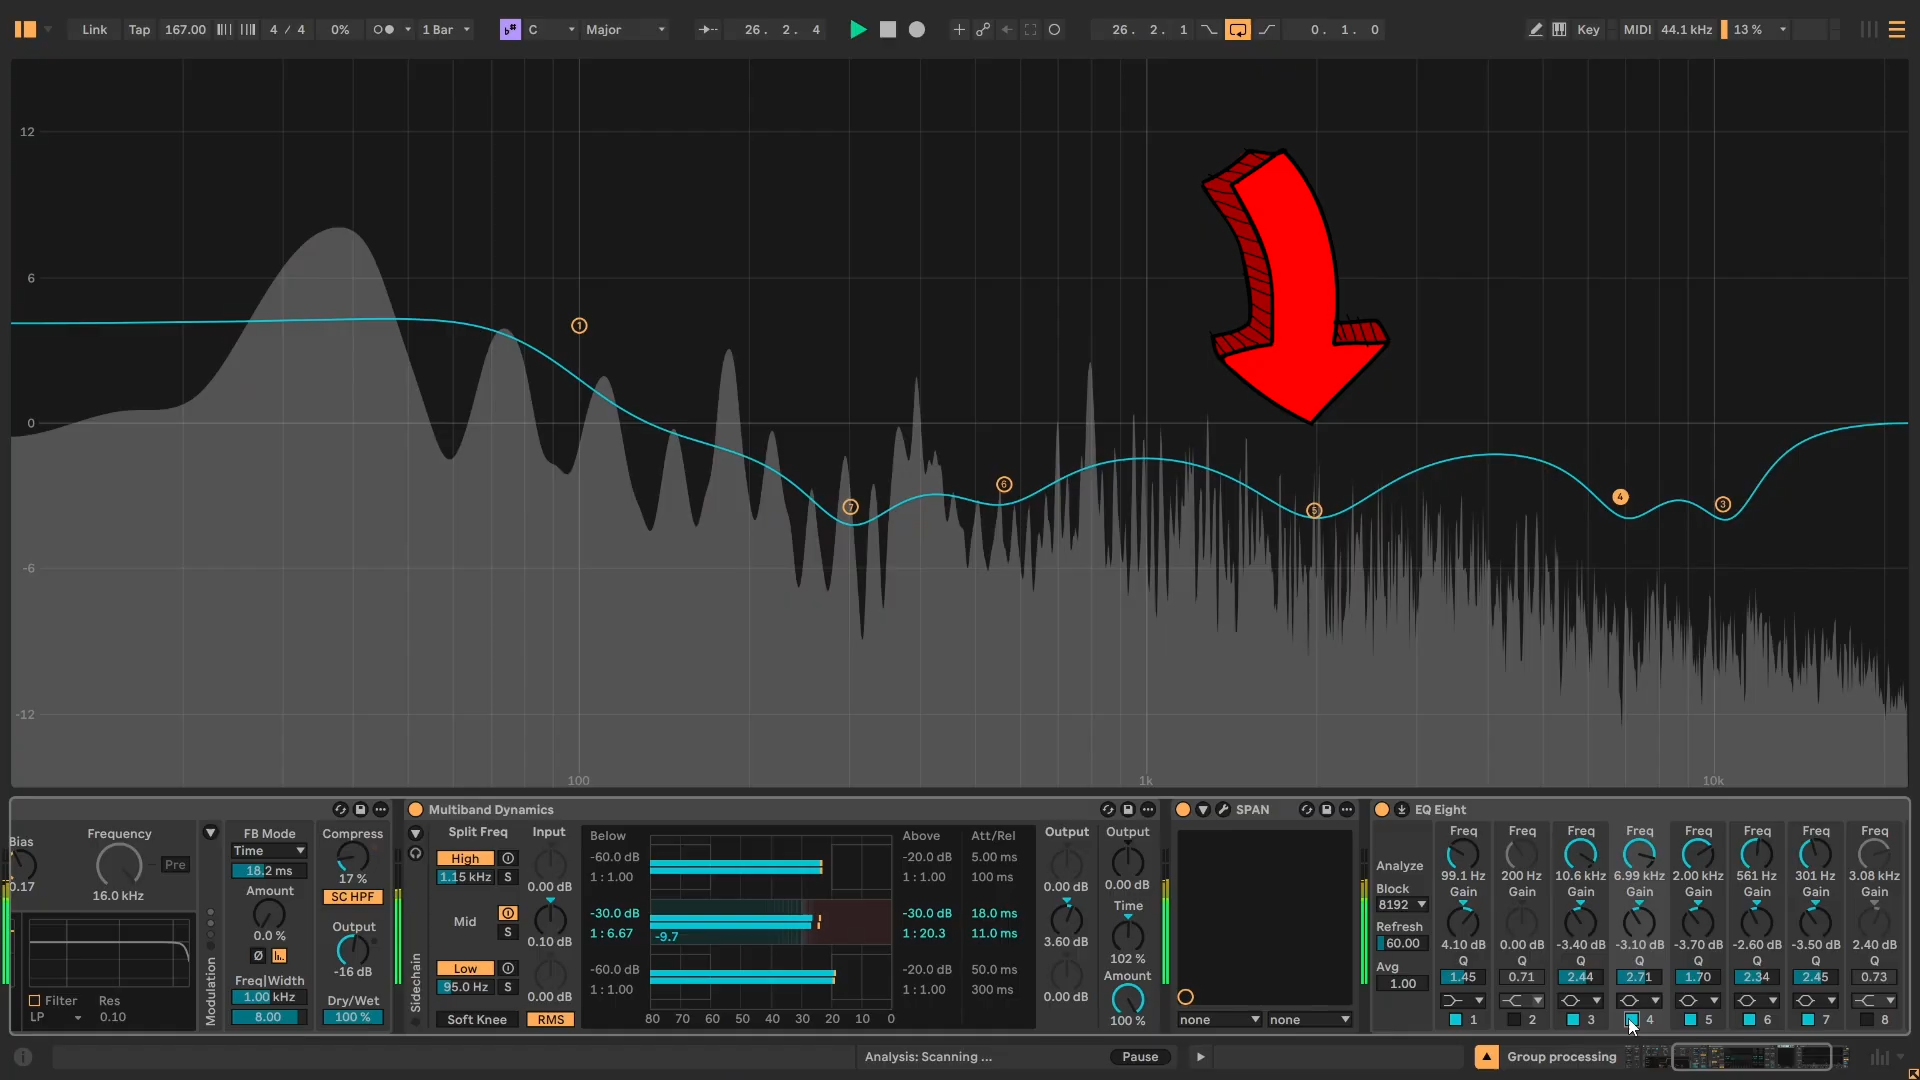 Link Tap 167.00 4 / 4 0% 1 Bar C Major 26. 2. 4 26. 2. 1 0. 1. 0 Key MIDI 44.1 kHz 13 %
12
6
0
-6
-12
1
7
6
5
4
3
100 1k 10k
Bias
0.17
Frequency
16.0 kHz
Pre
Filter Res
LP 0.10
Modulation
FB Mode
Time
18.2 ms
Amount
0.0 %
Ø
Freq|Width
1.00 kHz
8.00
Compress
17 %
SC HPF
Output
-16 dB
Dry/Wet
100 %
Multiband Dynamics
Sidechain
Split Freq Input
High
1.15 kHz S
0.00 dB
Mid
S
0.10 dB
Low
95.0 Hz S
0.00 dB
Soft Knee RMS
Below Above Att/Rel
-60.0 dB -20.0 dB 5.00 ms
1 : 1.00 1 : 1.00 100 ms
-30.0 dB -30.0 dB 18.0 ms
1 : 6.67 -9.7 1 : 20.3 11.0 ms
-60.0 dB -20.0 dB 50.0 ms
1 : 1.00 1 : 1.00 300 ms
80 70 60 50 40 30 20 10 0
Output
0.00 dB
3.60 dB
0.00 dB
Output
0.00 dB
Time
102 %
Amount
100 %
SPAN
none none
EQ Eight
Analyze
Block
8192
Refresh
60.00
Avg
1.00
Freq Freq Freq Freq Freq Freq Freq Freq
99.1 Hz 200 Hz 10.6 kHz 6.99 kHz 2.00 kHz 561 Hz 301 Hz 3.08 kHz
Gain Gain Gain Gain Gain Gain Gain Gain
4.10 dB 0.00 dB -3.40 dB -3.10 dB -3.70 dB -2.60 dB -3.50 dB 2.40 dB
Q Q Q Q Q Q Q Q
1.45 0.71 2.44 2.71 1.70 2.34 2.45 0.73
1 2 3 4 5 6 7 8
Analysis: Scanning ... Pause
Group processing